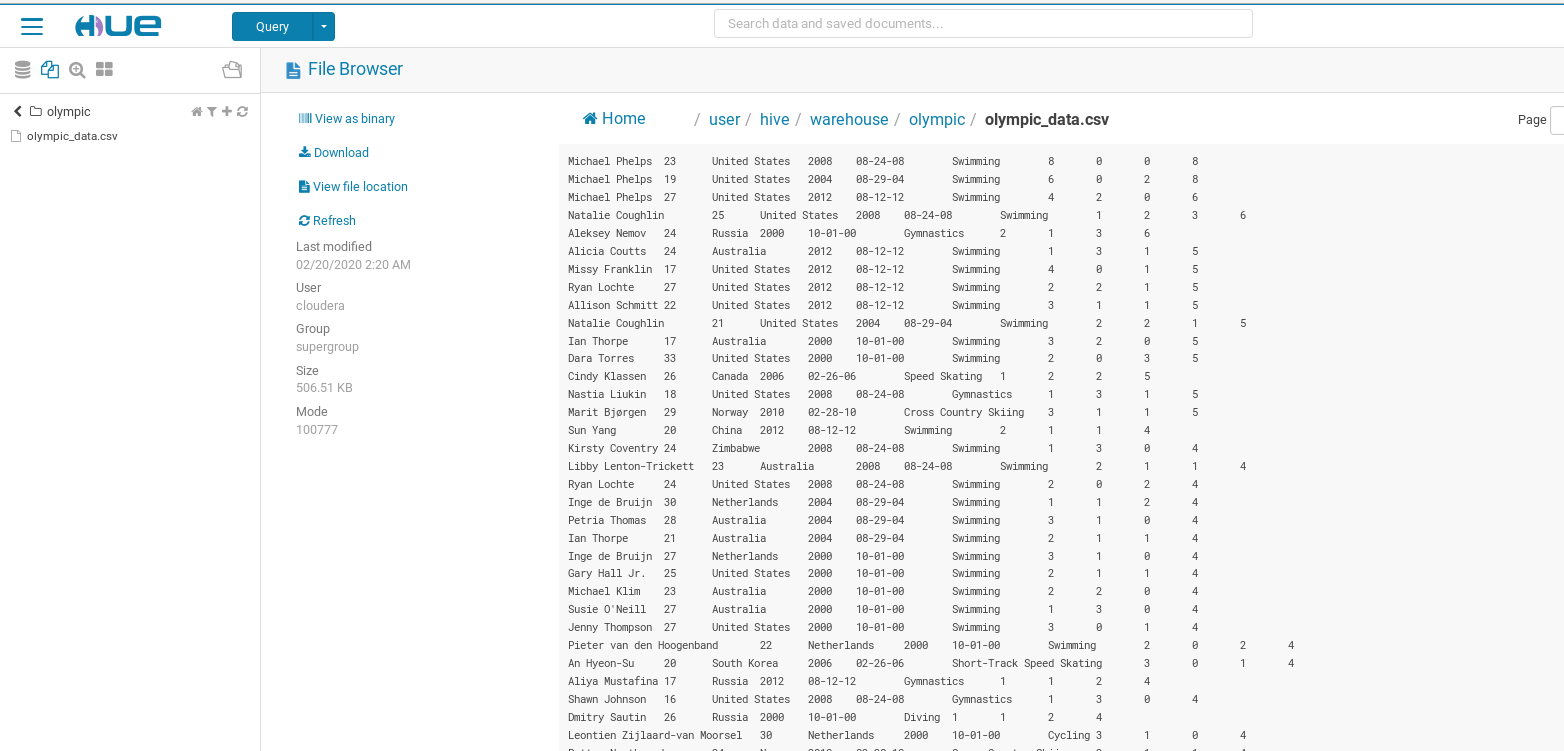 HUE
Query
Search data and saved documents...
File Browser
olympic
olympic_data.csv
View as binary
Download
View file location
Refresh
Last modified
02/20/2020 2:20 AM
User
cloudera
Group
supergroup
Size
506.51 KB
Mode
100777
Home / user / hive / warehouse / olympic / olympic_data.csv
Page
Michael Phelps 23 United States 2008 08-24-08 Swimming 8 0 0 8
Michael Phelps 19 United States 2004 08-29-04 Swimming 6 0 2 8
Michael Phelps 27 United States 2012 08-12-12 Swimming 4 2 0 6
Natalie Coughlin 25 United States 2008 08-24-08 Swimming 1 2 3 6
Aleksey Nemov 24 Russia 2000 10-01-00 Gymnastics 2 1 3 6
Alicia Coutts 24 Australia 2012 08-12-12 Swimming 1 3 1 5
Missy Franklin 17 United States 2012 08-12-12 Swimming 4 0 1 5
Ryan Lochte 27 United States 2012 08-12-12 Swimming 2 2 1 5
Allison Schmitt 22 United States 2012 08-12-12 Swimming 3 1 1 5
Natalie Coughlin 21 United States 2004 08-29-04 Swimming 2 2 1 5
Ian Thorpe 17 Australia 2000 10-01-00 Swimming 3 2 0 5
Dara Torres 33 United States 2000 10-01-00 Swimming 2 0 3 5
Cindy Klassen 26 Canada 2006 02-26-06 Speed Skating 1 2 2 5
Nastia Liukin 18 United States 2008 08-24-08 Gymnastics 1 3 1 5
Marit Bjørgen 29 Norway 2010 02-28-10 Cross Country Skiing 3 1 1 5
Sun Yang 20 China 2012 08-12-12 Swimming 2 1 1 4
Kirsty Coventry 24 Zimbabwe 2008 08-24-08 Swimming 1 3 0 4
Libby Lenton-Trickett 23 Australia 2008 08-24-08 Swimming 2 1 1 4
Ryan Lochte 24 United States 2008 08-24-08 Swimming 2 0 2 4
Inge de Bruijn 30 Netherlands 2004 08-29-04 Swimming 1 1 2 4
Petria Thomas 28 Australia 2004 08-29-04 Swimming 3 1 0 4
Ian Thorpe 21 Australia 2004 08-29-04 Swimming 2 1 1 4
Inge de Bruijn 27 Netherlands 2000 10-01-00 Swimming 3 1 0 4
Gary Hall Jr. 25 United States 2000 10-01-00 Swimming 2 1 1 4
Michael Klim 23 Australia 2000 10-01-00 Swimming 2 2 0 4
Susie O'Neill 27 Australia 2000 10-01-00 Swimming 1 3 0 4
Jenny Thompson 27 United States 2000 10-01-00 Swimming 3 0 1 4
Pieter van den Hoogenband 22 Netherlands 2000 10-01-00 Swimming 2 0 2 4
An Hyeon-Su 20 South Korea 2006 02-26-06 Short-Track Speed Skating 3 0 1 4
Aliya Mustafina 17 Russia 2012 08-12-12 Gymnastics 1 1 2 4
Shawn Johnson 16 United States 2008 08-24-08 Gymnastics 1 3 0 4
Dmitry Sautin 26 Russia 2000 10-01-00 Diving 1 1 2 4
Leontien Zijlaard-van Moorsel 30 Netherlands 2000 10-01-00 Cycling 3 1 0 4